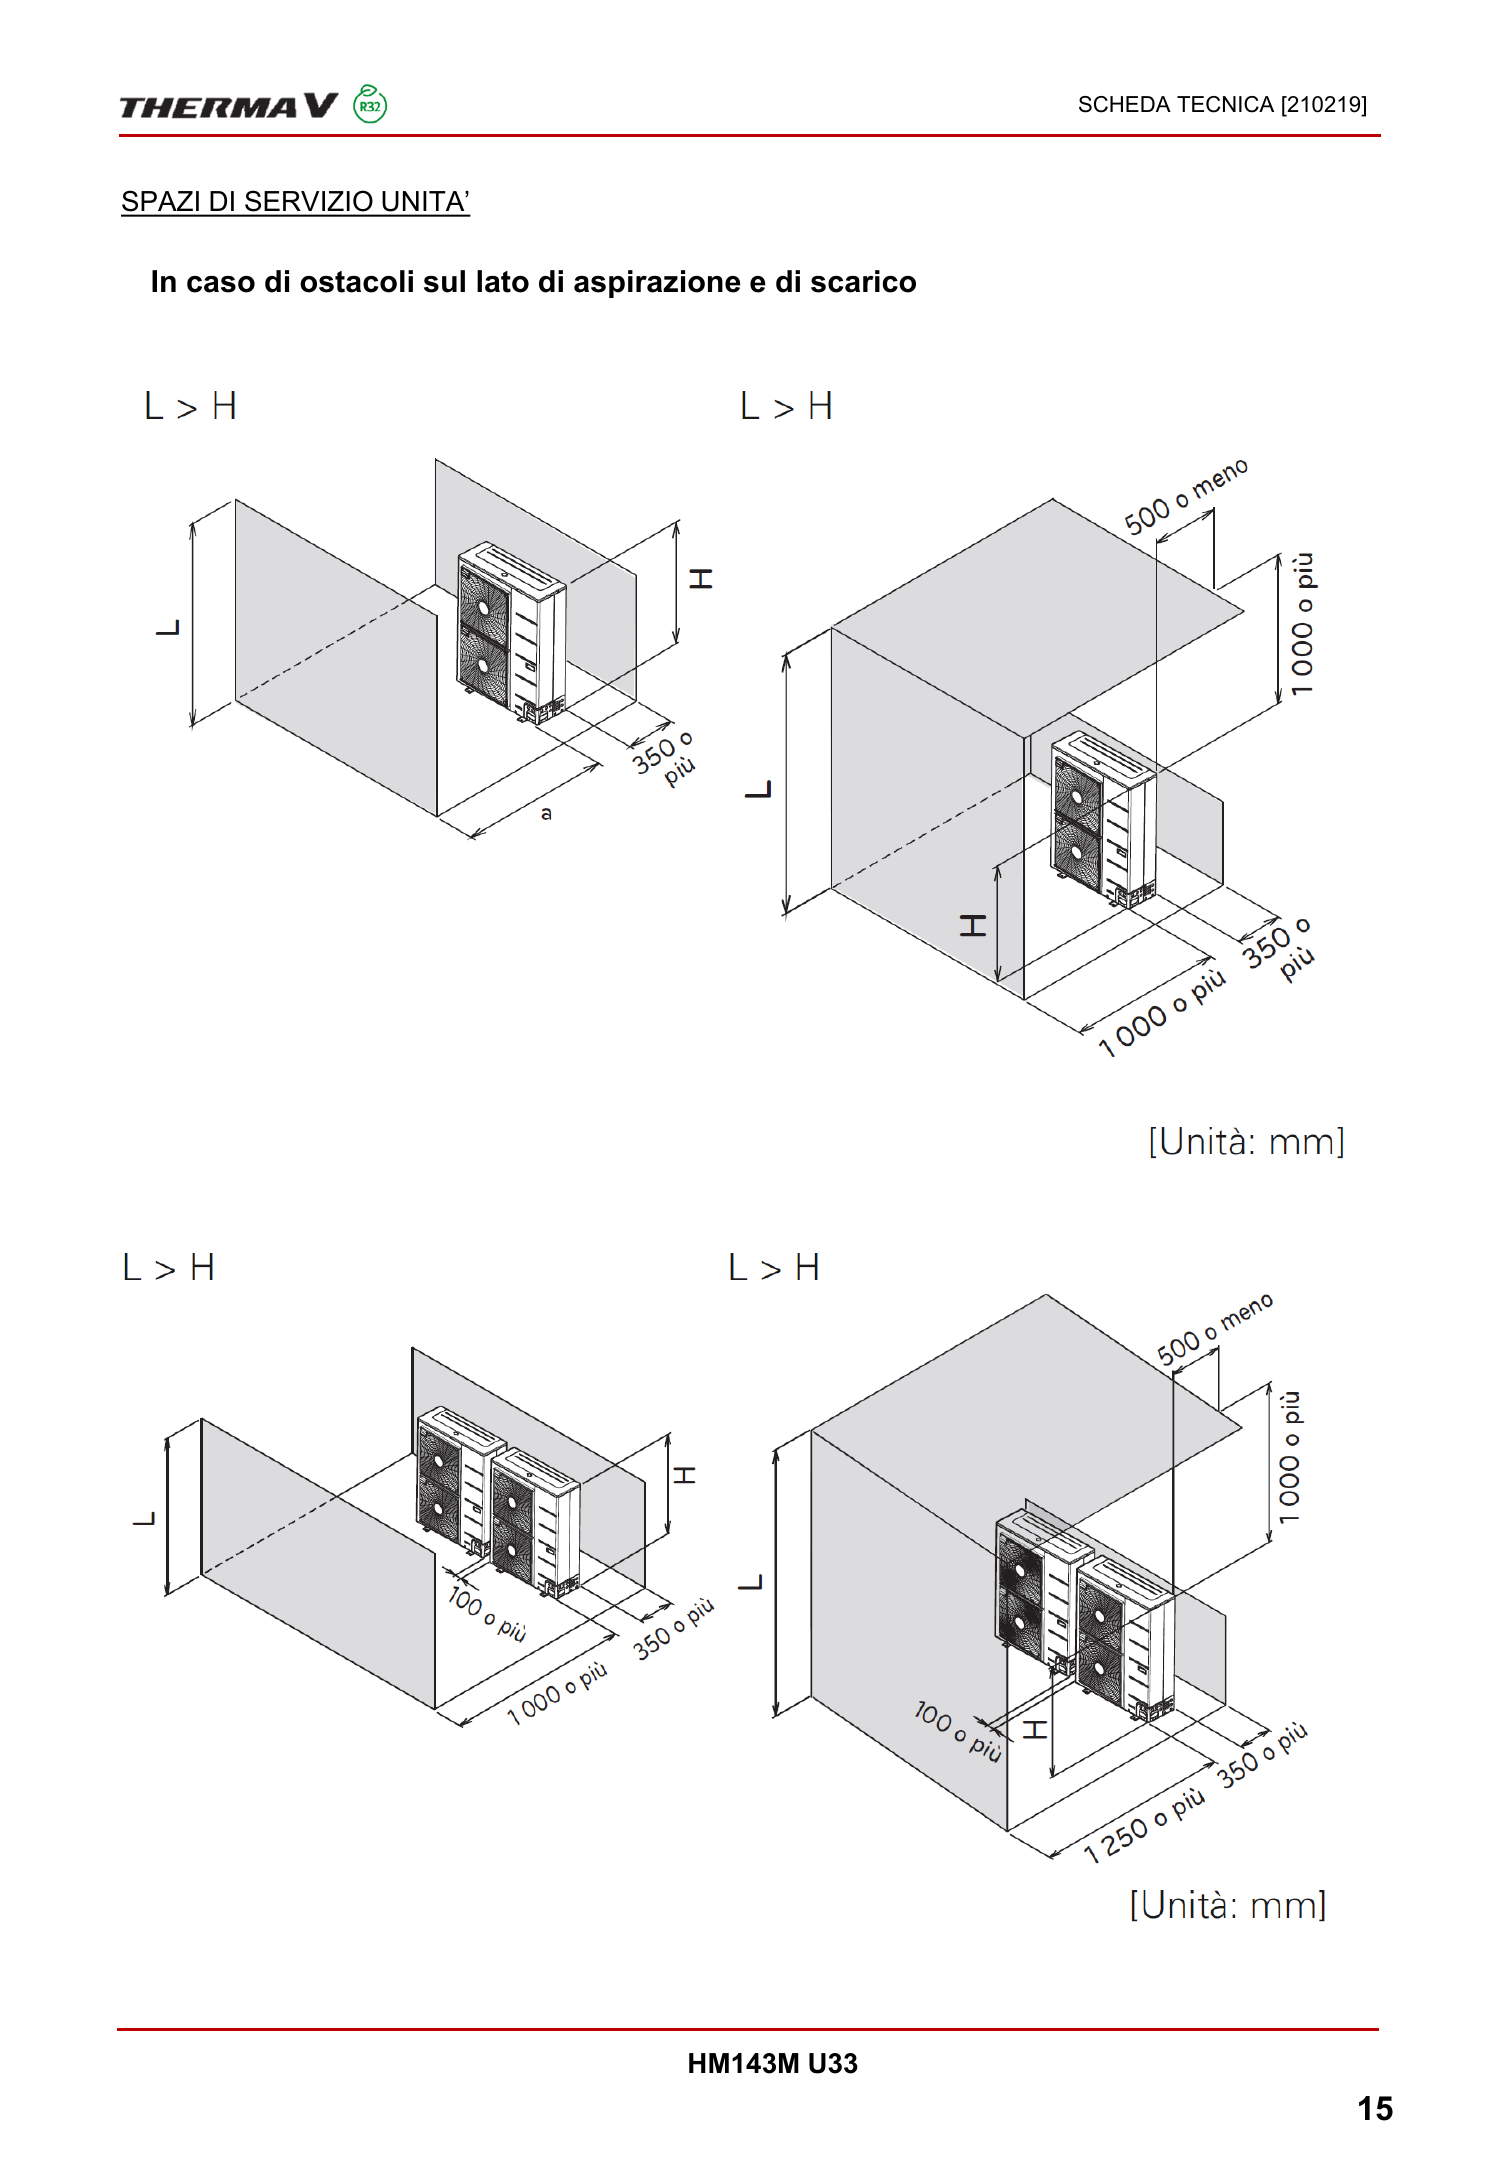 THERMA V R32
SCHEDA TECNICA [210219]
SPAZI DI SERVIZIO UNITA’
In caso di ostacoli sul lato di aspirazione e di scarico
L > H
L
H
350 o
più
a
L > H
500 o meno
1 000 o più
L
H
350 o
più
1 000 o più
[Unità: mm]
L > H
L
H
100 o più
350 o più
1 000 o più
L > H
500 o meno
1 000 o più
L
100 o più
H
350 o più
1 250 o più
[Unità: mm]
HM143M U33
15